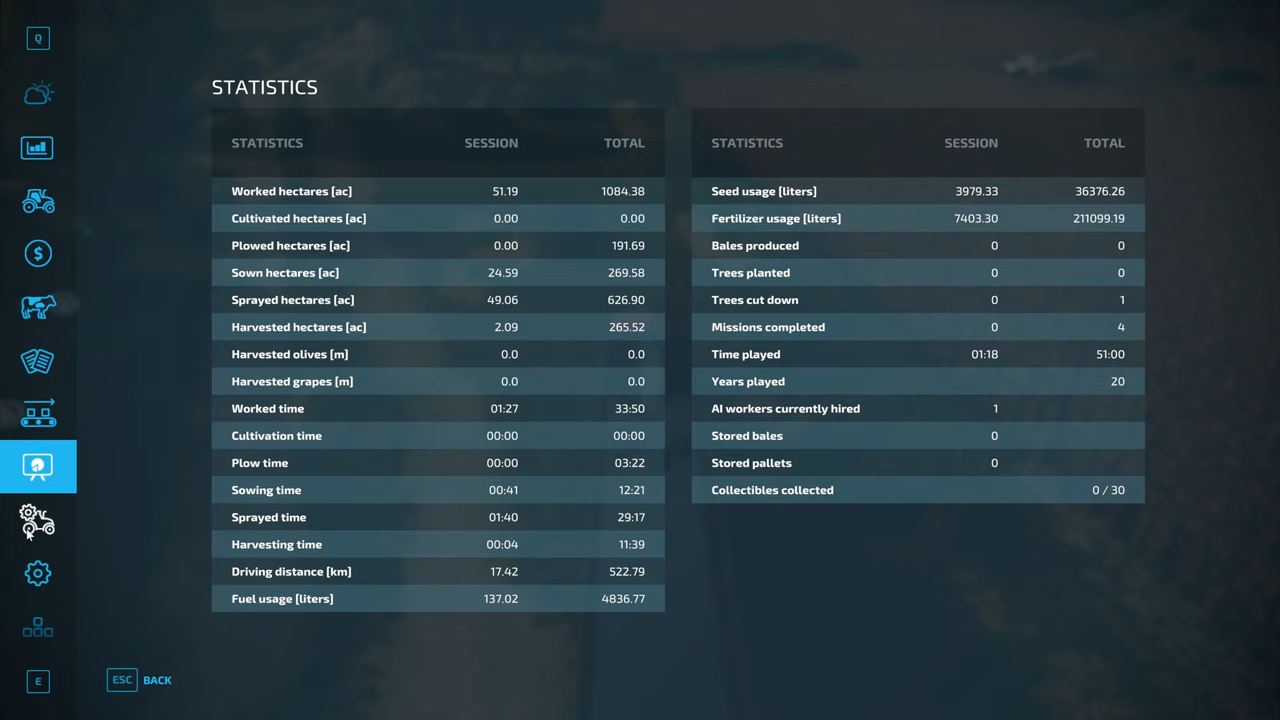 Q
STATISTICS
STATISTICS SESSION TOTAL
Worked hectares [ac] 51.19 1084.38
Cultivated hectares [ac] 0.00 0.00
Plowed hectares [ac] 0.00 191.69
Sown hectares [ac] 24.59 269.58
Sprayed hectares [ac] 49.06 626.90
Harvested hectares [ac] 2.09 265.52
Harvested olives [m] 0.0 0.0
Harvested grapes [m] 0.0 0.0
Worked time 01:27 33:50
Cultivation time 00:00 00:00
Plow time 00:00 03:22
Sowing time 00:41 12:21
Sprayed time 01:40 29:17
Harvesting time 00:04 11:39
Driving distance [km] 17.42 522.79
Fuel usage [liters] 137.02 4836.77
STATISTICS SESSION TOTAL
Seed usage [liters] 3979.33 36376.26
Fertilizer usage [liters] 7403.30 211099.19
Bales produced 0 0
Trees planted 0 0
Trees cut down 0 1
Missions completed 0 4
Time played 01:18 51:00
Years played 20
AI workers currently hired 1
Stored bales 0
Stored pallets 0
Collectibles collected 0 / 30
E
ESC BACK